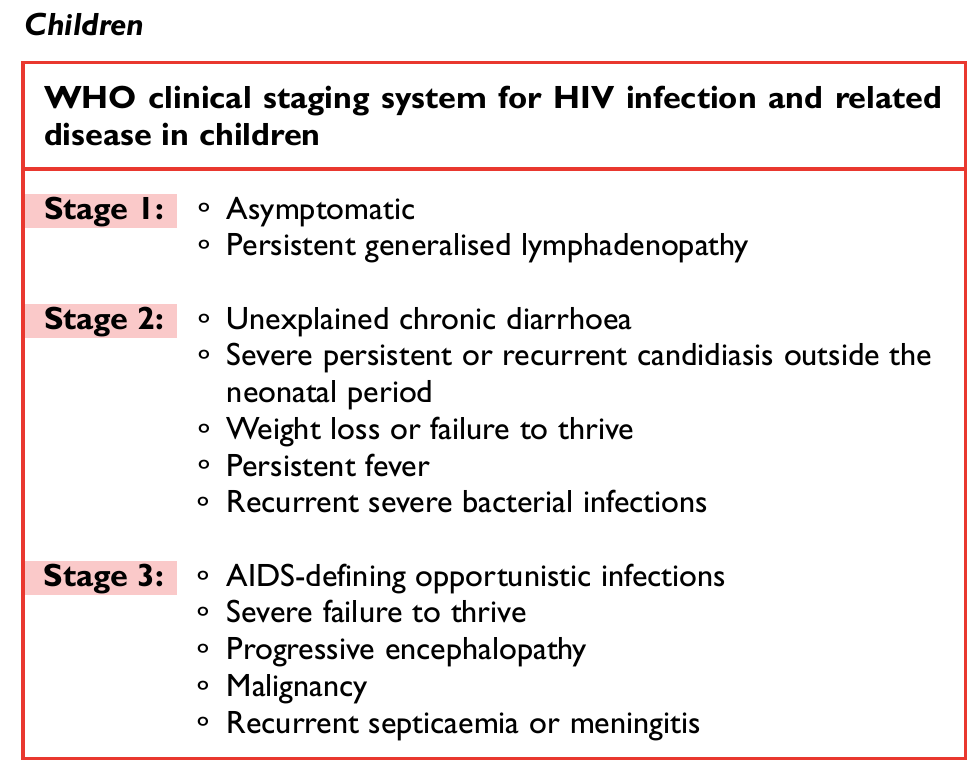 Children
WHO clinical staging system for HIV infection and related
disease in children
Stage 1: ° Asymptomatic
° Persistent generalised lymphadenopathy
Stage 2: ° Unexplained chronic diarrhoea
° Severe persistent or recurrent candidiasis outside the
neonatal period
° Weight loss or failure to thrive
° Persistent fever
° Recurrent severe bacterial infections
Stage 3: ° AIDS-defining opportunistic infections
° Severe failure to thrive
° Progressive encephalopathy
° Malignancy
° Recurrent septicaemia or meningitis